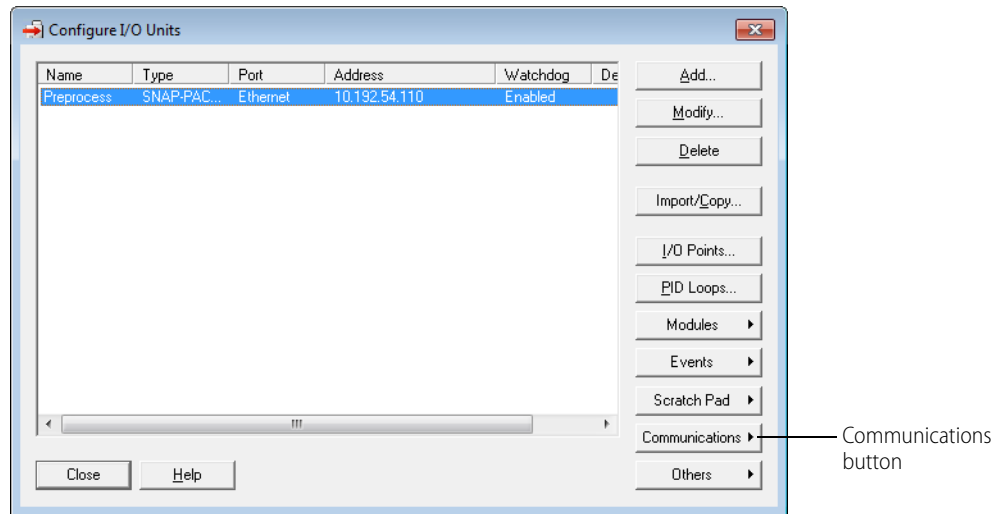 Configure I/O Units
Name Type Port Address Watchdog De
Preprocess SNAP-PAC... Ethernet 10.192.54.110 Enabled
Add...
Modify...
Delete
Import/Copy...
I/O Points...
PID Loops...
Modules
Events
Scratch Pad
Communications
Others
Close Help
Communications
button